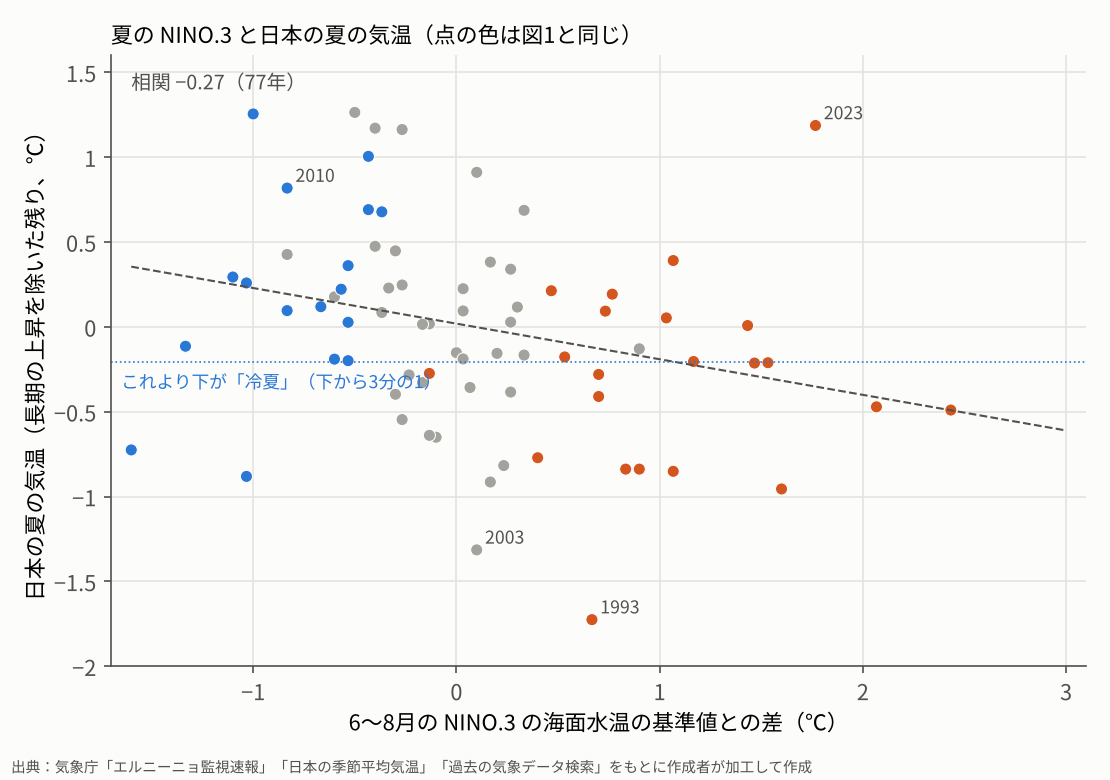 夏の NINO.3 と日本の夏の気温（点の色は図1と同じ）
相関 −0.27（77年）
日本の夏の気温（長期の上昇を除いた残り、℃）
1.5
1
0.5
0
−0.5
−1
−1.5
−2
2023
2010
これより下が「冷夏」（下から3分の1）
2003
1993
−1
0
1
2
3
6〜8月の NINO.3 の海面水温の基準値との差（℃）
出典：気象庁「エルニーニョ監視速報」「日本の季節平均気温」「過去の気象データ検索」をもとに作成者が加工して作成